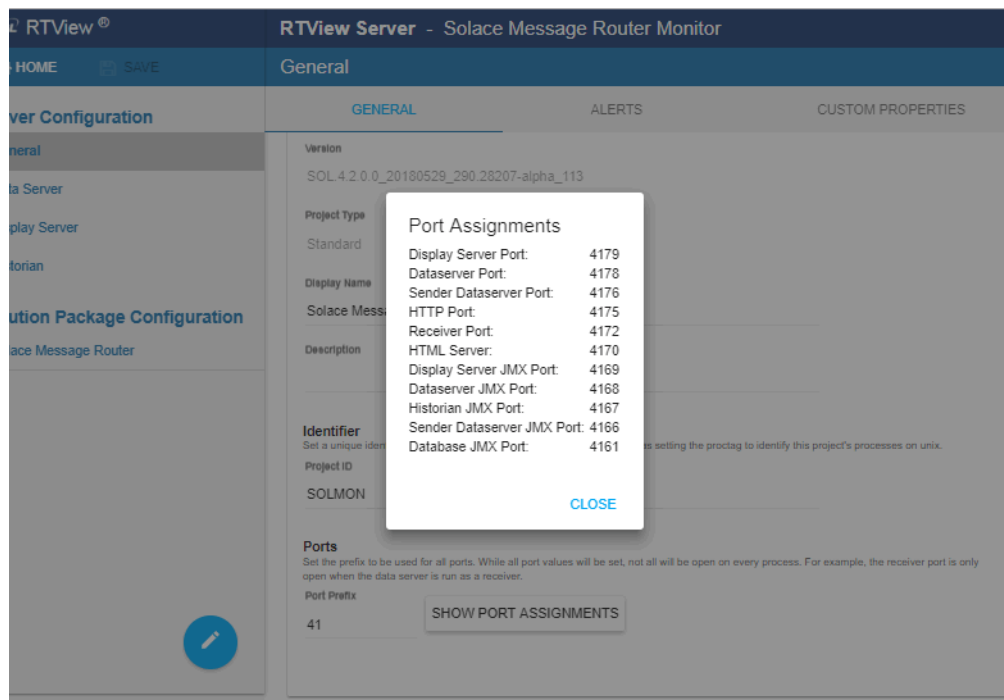 RTView ®
RTView Server - Solace Message Router Monitor
HOME
SAVE
General
ver Configuration
neral
ta Server
play Server
torian
ution Package Configuration
ace Message Router
GENERAL
ALERTS
CUSTOM PROPERTIES
Version
SOL.4.2.0.0_20180529_290.28207-alpha_113
Project Type
Standard
Display Name
Solace Mess
Description
Identifier
Set a unique iden
as setting the proctag to identify this project's processes on unix.
Project ID
SOLMON
Ports
Set the prefix to be used for all ports. While all port values will be set, not all will be open on every process. For example, the receiver port is only
open when the data server is run as a receiver.
Port Prefix
41
SHOW PORT ASSIGNMENTS
Port Assignments
Display Server Port: 4179
Dataserver Port: 4178
Sender Dataserver Port: 4176
HTTP Port: 4175
Receiver Port: 4172
HTML Server: 4170
Display Server JMX Port: 4169
Dataserver JMX Port: 4168
Historian JMX Port: 4167
Sender Dataserver JMX Port: 4166
Database JMX Port: 4161
CLOSE